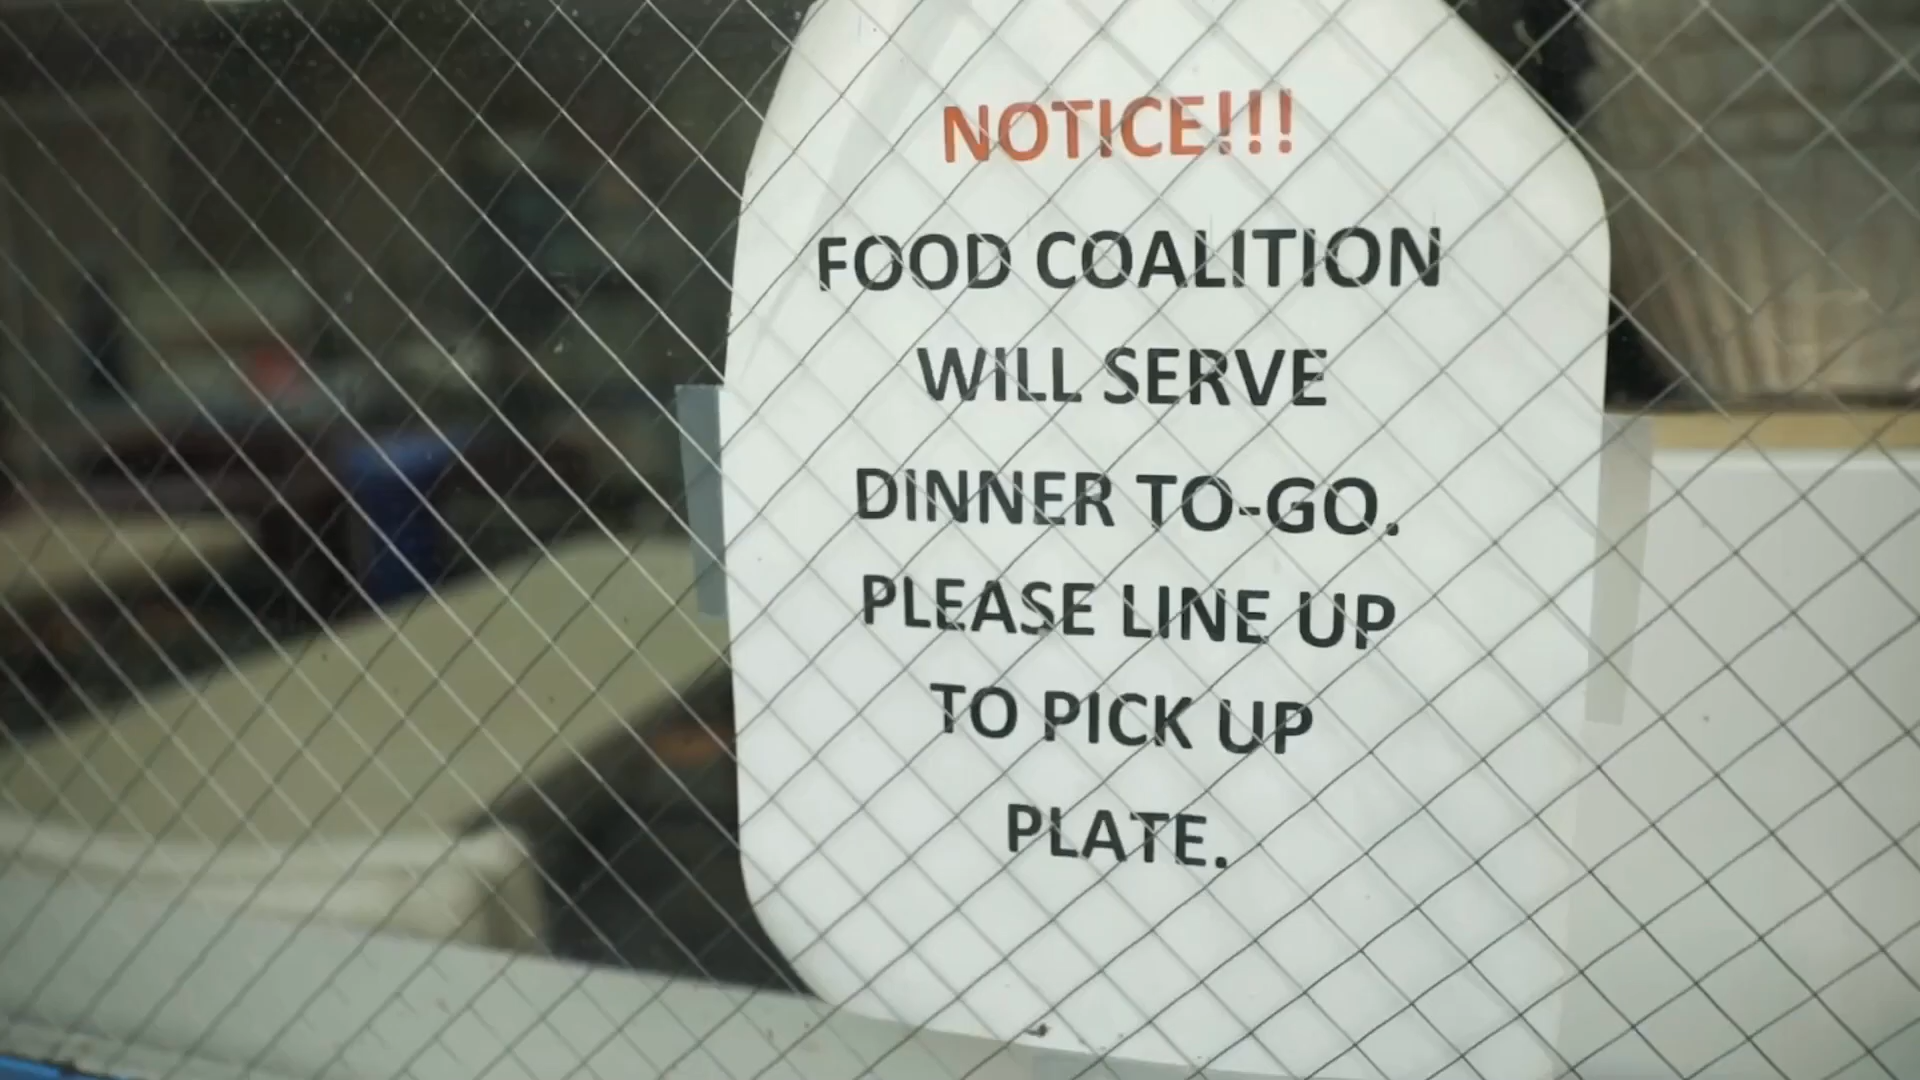 NOTICE!!!
FOOD COALITION
WILL SERVE
DINNER TO-GO.
PLEASE LINE UP
TO PICK UP
PLATE.